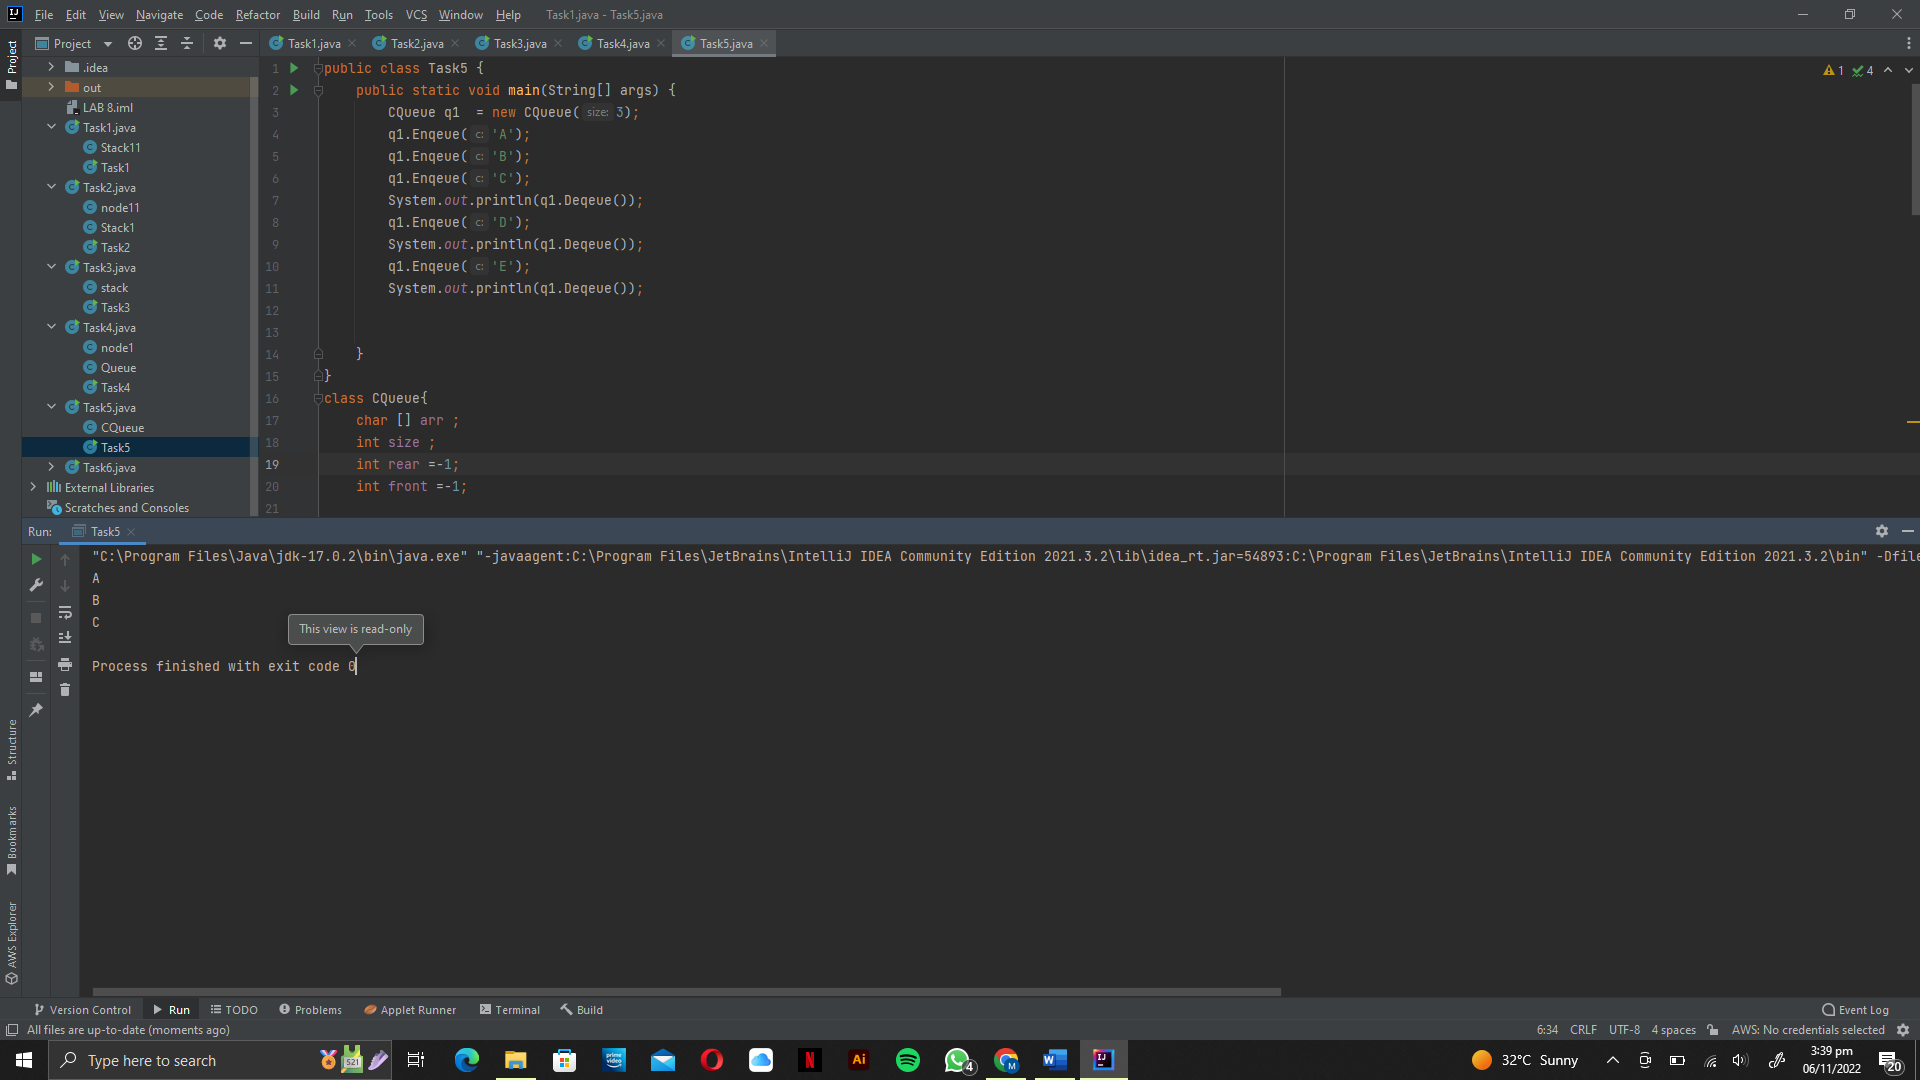 File Edit View Navigate Code Refactor Build Run Tools VCS Window Help Task1.java - Task5.java
Project
Task1.java Task2.java Task3.java Task4.java Task5.java
Project
.idea
out
LAB 8.iml
Task1.java
Stack11
Task1
Task2.java
node11
Stack1
Task2
Task3.java
stack
Task3
Task4.java
node1
Queue
Task4
Task5.java
CQueue
Task5
Task6.java
External Libraries
Scratches and Consoles
1 public class Task5 {
2 public static void main(String[] args) {
3 CQueue q1 = new CQueue( size: 3);
4 q1.Enqeue( c: 'A');
5 q1.Enqeue( c: 'B');
6 q1.Enqeue( c: 'C');
7 System.out.println(q1.Deqeue());
8 q1.Enqeue( c: 'D');
9 System.out.println(q1.Deqeue());
10 q1.Enqeue( c: 'E');
11 System.out.println(q1.Deqeue());
12
13
14 }
15 }
16 class CQueue{
17 char [] arr ;
18 int size ;
19 int rear =-1;
20 int front =-1;
21
1 4
Run: Task5
"C:\Program Files\Java\jdk-17.0.2\bin\java.exe" "-javaagent:C:\Program Files\JetBrains\IntelliJ IDEA Community Edition 2021.3.2\lib\idea_rt.jar=54893:C:\Program Files\JetBrains\IntelliJ IDEA Community Edition 2021.3.2\bin" -Dfile
A
B
C
This view is read-only
Process finished with exit code 0
Structure
Bookmarks
AWS Explorer
Version Control Run TODO Problems Applet Runner Terminal Build Event Log
All files are up-to-date (moments ago) 6:34 CRLF UTF-8 4 spaces AWS: No credentials selected
Type here to search
S21
prime video
N
Ai
4
M
W
32°C Sunny
3:39 pm
06/11/2022
20